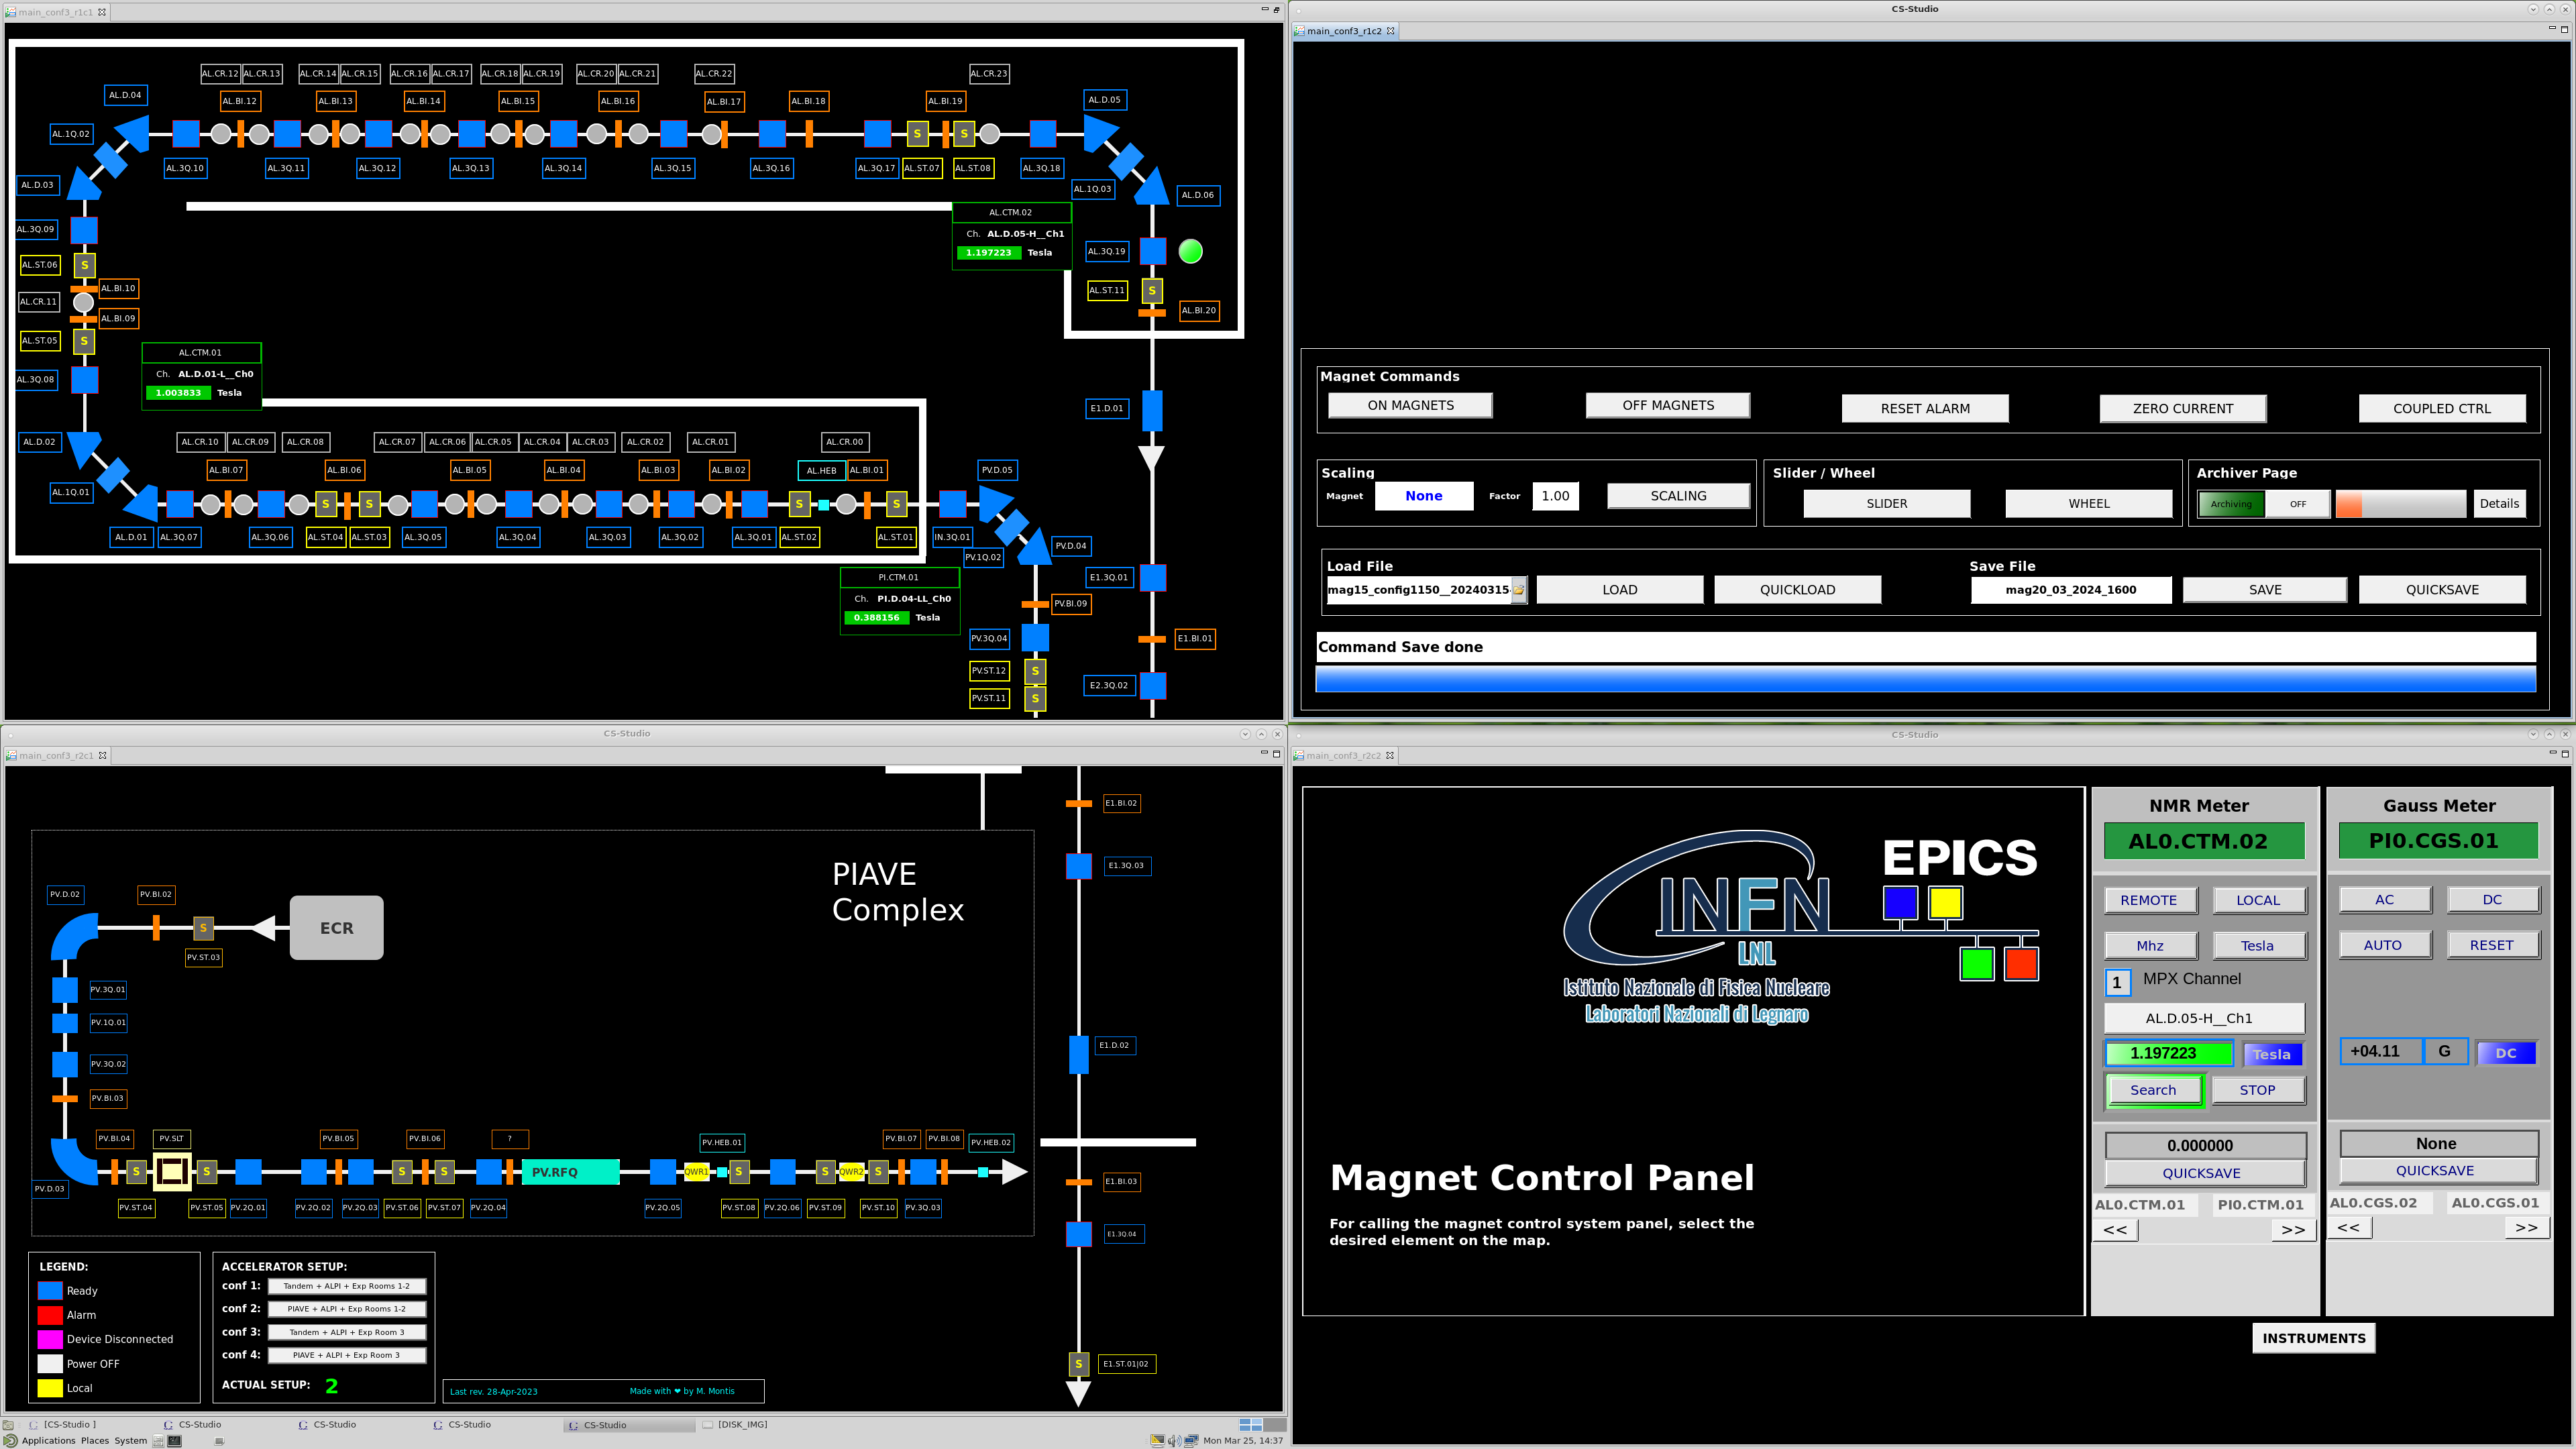 main_conf3_r1c1
AL.CR.12 AL.CR.13 AL.CR.14 AL.CR.15 AL.CR.16 AL.CR.17 AL.CR.18 AL.CR.19 AL.CR.20 AL.CR.21 AL.CR.22 AL.CR.23
AL.D.04 AL.BI.12 AL.BI.13 AL.BI.14 AL.BI.15 AL.BI.16 AL.BI.17 AL.BI.18 AL.BI.19 AL.D.05
AL.1Q.02 S S
AL.3Q.10 AL.3Q.11 AL.3Q.12 AL.3Q.13 AL.3Q.14 AL.3Q.15 AL.3Q.16 AL.3Q.17 AL.ST.07 AL.ST.08 AL.3Q.18
AL.D.03 AL.1Q.03 AL.D.06
AL.CTM.02
AL.3Q.09 Ch. AL.D.05-H__Ch1
1.197223 Tesla AL.3Q.19
AL.ST.06 S
AL.BI.10 AL.ST.11 S
AL.CR.11 AL.BI.20
AL.BI.09
AL.ST.05 S
AL.CTM.01
AL.3Q.08 Ch. AL.D.01-L__Ch0
1.003833 Tesla
E1.D.01
AL.D.02 AL.CR.10 AL.CR.09 AL.CR.08 AL.CR.07 AL.CR.06 AL.CR.05 AL.CR.04 AL.CR.03 AL.CR.02 AL.CR.01 AL.CR.00
AL.BI.07 AL.BI.06 AL.BI.05 AL.BI.04 AL.BI.03 AL.BI.02 AL.HEB AL.BI.01 PV.D.05
AL.1Q.01
S S S S
AL.D.01 AL.3Q.07 AL.3Q.06 AL.ST.04 AL.ST.03 AL.3Q.05 AL.3Q.04 AL.3Q.03 AL.3Q.02 AL.3Q.01 AL.ST.02 AL.ST.01 IN.3Q.01
PV.1Q.02 PV.D.04
PI.CTM.01 E1.3Q.01
Ch. PI.D.04-LL_Ch0 PV.BI.09
0.388156 Tesla
PV.3Q.04 E1.BI.01
PV.ST.12 S
E2.3Q.02
PV.ST.11 S
CS-Studio
main_conf3_r1c2
Magnet Commands
ON MAGNETS OFF MAGNETS RESET ALARM ZERO CURRENT COUPLED CTRL
Scaling Slider / Wheel Archiver Page
Magnet None Factor 1.00 SCALING SLIDER WHEEL Archiving OFF Details
Load File Save File
mag15_config1150__20240315- LOAD QUICKLOAD mag20_03_2024_1600 SAVE QUICKSAVE
Command Save done
CS-Studio
main_conf3_r2c1
E1.BI.02
PIAVE
Complex
E1.3Q.03
PV.D.02 PV.BI.02
S ECR
PV.ST.03
PV.3Q.01
PV.1Q.01
E1.D.02
PV.3Q.02
PV.BI.03
PV.BI.04 PV.SLT PV.BI.05 PV.BI.06 ? PV.HEB.01 PV.BI.07 PV.BI.08 PV.HEB.02
S S S S PV.RFQ QWR1 S S QWR2 S
PV.D.03 E1.BI.03
PV.ST.04 PV.ST.05 PV.2Q.01 PV.2Q.02 PV.2Q.03 PV.ST.06 PV.ST.07 PV.2Q.04 PV.2Q.05 PV.ST.08 PV.2Q.06 PV.ST.09 PV.ST.10 PV.3Q.03
E1.3Q.04
LEGEND:
Ready
Alarm
Device Disconnected
Power OFF
Local
ACCELERATOR SETUP:
conf 1: Tandem + ALPI + Exp Rooms 1-2
conf 2: PIAVE + ALPI + Exp Rooms 1-2
conf 3: Tandem + ALPI + Exp Room 3
conf 4: PIAVE + ALPI + Exp Room 3
ACTUAL SETUP: 2
Last rev. 28-Apr-2023 Made with ❤ by M. Montis
S E1.ST.01|02
[CS-Studio ] CS-Studio CS-Studio CS-Studio CS-Studio [DISK_IMG]
Applications Places System Mon Mar 25, 14:37
CS-Studio
main_conf3_r2c2
EPICS
INFN
LNL
Istituto Nazionale di Fisica Nucleare
Laboratori Nazionali di Legnaro
Magnet Control Panel
For calling the magnet control system panel, select the
desired element on the map.
NMR Meter
AL0.CTM.02
REMOTE LOCAL
Mhz Tesla
1 MPX Channel
AL.D.05-H__Ch1
1.197223 Tesla
Search STOP
0.000000
QUICKSAVE
AL0.CTM.01 PI0.CTM.01
<< >>
Gauss Meter
PI0.CGS.01
AC DC
AUTO RESET
+04.11 G DC
None
QUICKSAVE
AL0.CGS.02 AL0.CGS.01
<< >>
INSTRUMENTS